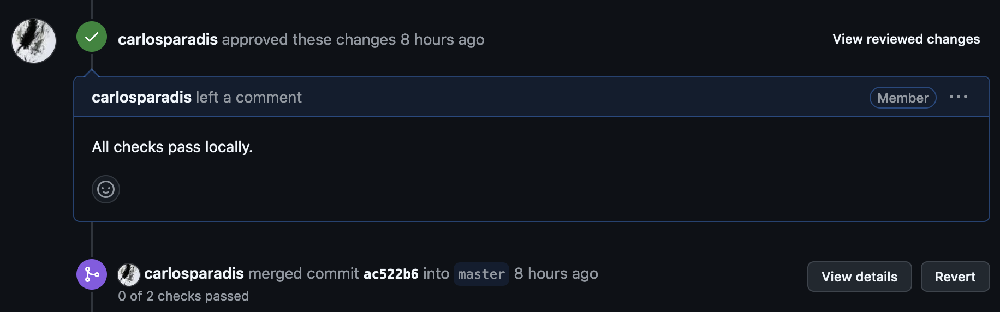 carlosparadis approved these changes 8 hours ago
View reviewed changes
carlosparadis left a comment
Member
All checks pass locally.
carlosparadis merged commit ac522b6 into master 8 hours ago
View details
Revert
0 of 2 checks passed